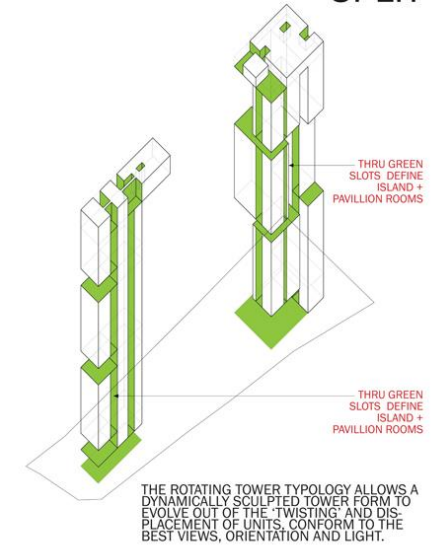 THRU GREEN
SLOTS DEFINE
ISLAND +
PAVILLION ROOMS
THRU GREEN
SLOTS DEFINE
ISLAND +
PAVILLION ROOMS
THE ROTATING TOWER TYPOLOGY ALLOWS A
DYNAMICALLY SCULPTED TOWER FORM TO
EVOLVE OUT OF THE 'TWISTING' AND DIS-
PLACEMENT OF UNITS, CONFORM TO THE
BEST VIEWS, ORIENTATION AND LIGHT.